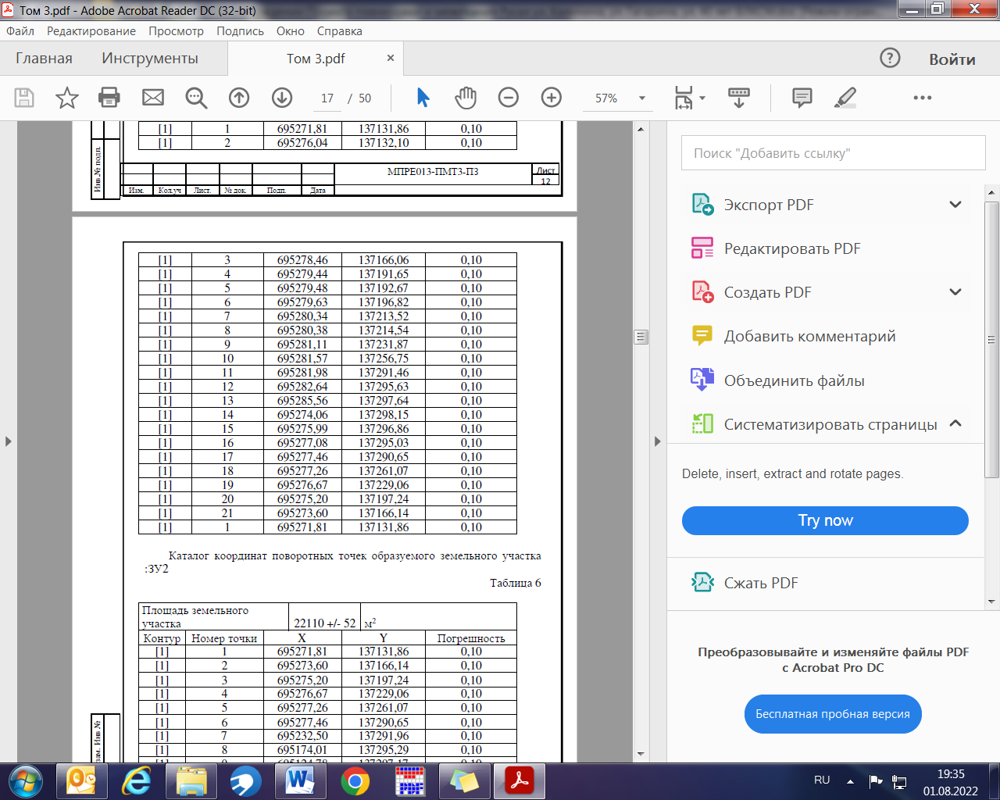 Том 3.pdf - Adobe Acrobat Reader DC (32-bit)
Файл Редактирование Просмотр Подпись Окно Справка
Главная Инструменты Том 3.pdf × ? Войти
17 / 50 57%
[1] 1 695271,81 137131,86 0,10
[1] 2 695276,04 137132,10 0,10
Инв.№ подп.
МПРЕ013-ПМТ3-ПЗ Лист
12
Изм. Кол.уч Лист. № док. Подп. Дата
[1] 3 695278,46 137166,06 0,10
[1] 4 695279,44 137191,65 0,10
[1] 5 695279,48 137192,67 0,10
[1] 6 695279,63 137196,82 0,10
[1] 7 695280,34 137213,52 0,10
[1] 8 695280,38 137214,54 0,10
[1] 9 695281,11 137231,87 0,10
[1] 10 695281,57 137256,75 0,10
[1] 11 695281,98 137291,46 0,10
[1] 12 695282,64 137295,63 0,10
[1] 13 695285,56 137297,64 0,10
[1] 14 695274,06 137298,15 0,10
[1] 15 695275,99 137296,86 0,10
[1] 16 695277,08 137295,03 0,10
[1] 17 695277,46 137290,65 0,10
[1] 18 695277,26 137261,07 0,10
[1] 19 695276,67 137229,06 0,10
[1] 20 695275,20 137197,24 0,10
[1] 21 695273,60 137166,14 0,10
[1] 1 695271,81 137131,86 0,10
Каталог координат поворотных точек образуемого земельного участка
:ЗУ2
Таблица 6
Площадь земельного
участка 22110 +/- 52 м²
Контур Номер точки X Y Погрешность
[1] 1 695271,81 137131,86 0,10
[1] 2 695273,60 137166,14 0,10
[1] 3 695275,20 137197,24 0,10
[1] 4 695276,67 137229,06 0,10
[1] 5 695277,26 137261,07 0,10
[1] 6 695277,46 137290,65 0,10
[1] 7 695232,50 137291,96 0,10
[1] 8 695174,01 137295,29 0,10
[1] 9 695124,78 137297,17 0,10
зам. Инв №
Поиск "Добавить ссылку"
Экспорт PDF
Редактировать PDF
Создать PDF
Добавить комментарий
Объединить файлы
Систематизировать страницы
Delete, insert, extract and rotate pages.
Try now
Сжать PDF
Преобразовывайте и изменяйте файлы PDF
с Acrobat Pro DC
Бесплатная пробная версия
RU 19:35
01.08.2022